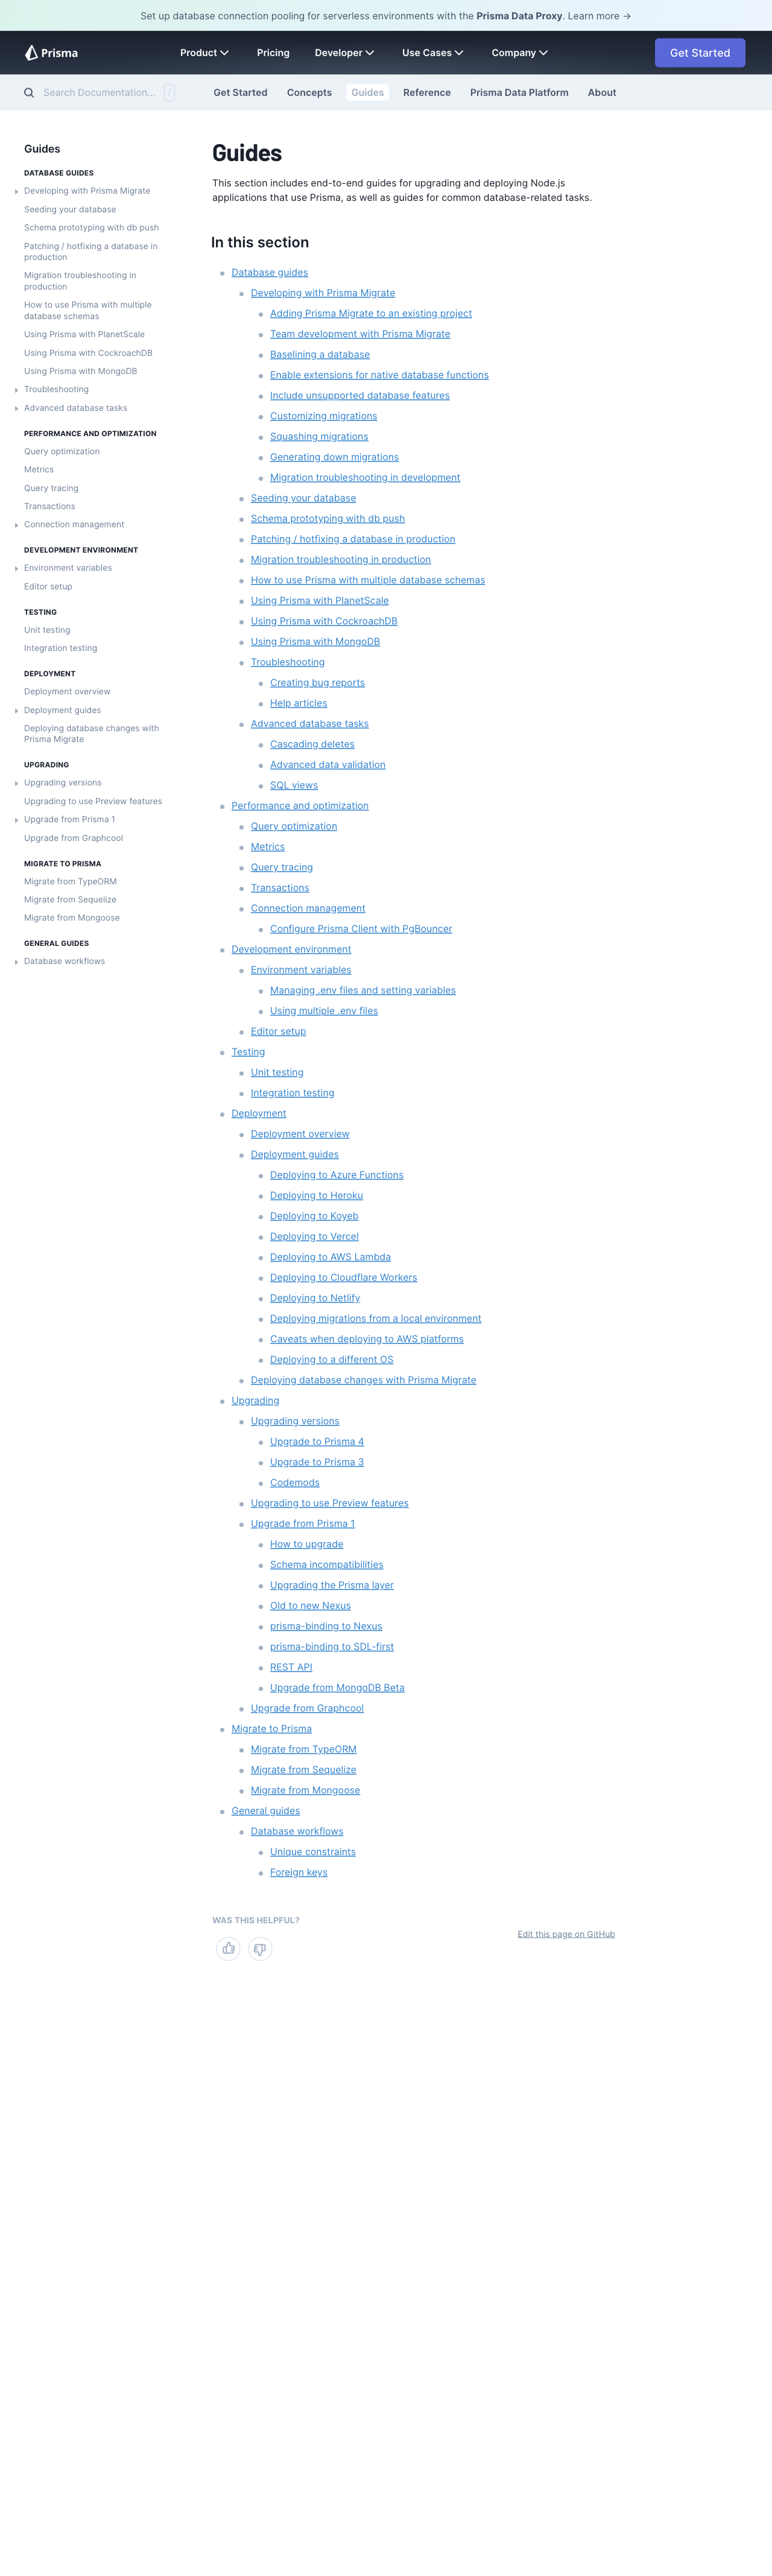 Set up database connection pooling for serverless environments with the Prisma Data Proxy. Learn more →
Prisma
Product
Pricing
Developer
Use Cases
Company
Get Started
Search Documentation...
/
Get Started
Concepts
Guides
Reference
Prisma Data Platform
About
Guides
DATABASE GUIDES
Developing with Prisma Migrate
Seeding your database
Schema prototyping with db push
Patching / hotfixing a database in
production
Migration troubleshooting in
production
How to use Prisma with multiple
database schemas
Using Prisma with PlanetScale
Using Prisma with CockroachDB
Using Prisma with MongoDB
Troubleshooting
Advanced database tasks
PERFORMANCE AND OPTIMIZATION
Query optimization
Metrics
Query tracing
Transactions
Connection management
DEVELOPMENT ENVIRONMENT
Environment variables
Editor setup
TESTING
Unit testing
Integration testing
DEPLOYMENT
Deployment overview
Deployment guides
Deploying database changes with
Prisma Migrate
UPGRADING
Upgrading versions
Upgrading to use Preview features
Upgrade from Prisma 1
Upgrade from Graphcool
MIGRATE TO PRISMA
Migrate from TypeORM
Migrate from Sequelize
Migrate from Mongoose
GENERAL GUIDES
Database workflows
Guides
This section includes end-to-end guides for upgrading and deploying Node.js
applications that use Prisma, as well as guides for common database-related tasks.
In this section
Database guides
Developing with Prisma Migrate
Adding Prisma Migrate to an existing project
Team development with Prisma Migrate
Baselining a database
Enable extensions for native database functions
Include unsupported database features
Customizing migrations
Squashing migrations
Generating down migrations
Migration troubleshooting in development
Seeding your database
Schema prototyping with db push
Patching / hotfixing a database in production
Migration troubleshooting in production
How to use Prisma with multiple database schemas
Using Prisma with PlanetScale
Using Prisma with CockroachDB
Using Prisma with MongoDB
Troubleshooting
Creating bug reports
Help articles
Advanced database tasks
Cascading deletes
Advanced data validation
SQL views
Performance and optimization
Query optimization
Metrics
Query tracing
Transactions
Connection management
Configure Prisma Client with PgBouncer
Development environment
Environment variables
Managing .env files and setting variables
Using multiple .env files
Editor setup
Testing
Unit testing
Integration testing
Deployment
Deployment overview
Deployment guides
Deploying to Azure Functions
Deploying to Heroku
Deploying to Koyeb
Deploying to Vercel
Deploying to AWS Lambda
Deploying to Cloudflare Workers
Deploying to Netlify
Deploying migrations from a local environment
Caveats when deploying to AWS platforms
Deploying to a different OS
Deploying database changes with Prisma Migrate
Upgrading
Upgrading versions
Upgrade to Prisma 4
Upgrade to Prisma 3
Codemods
Upgrading to use Preview features
Upgrade from Prisma 1
How to upgrade
Schema incompatibilities
Upgrading the Prisma layer
Old to new Nexus
prisma-binding to Nexus
prisma-binding to SDL-first
REST API
Upgrade from MongoDB Beta
Upgrade from Graphcool
Migrate to Prisma
Migrate from TypeORM
Migrate from Sequelize
Migrate from Mongoose
General guides
Database workflows
Unique constraints
Foreign keys
WAS THIS HELPFUL?
Edit this page on GitHub